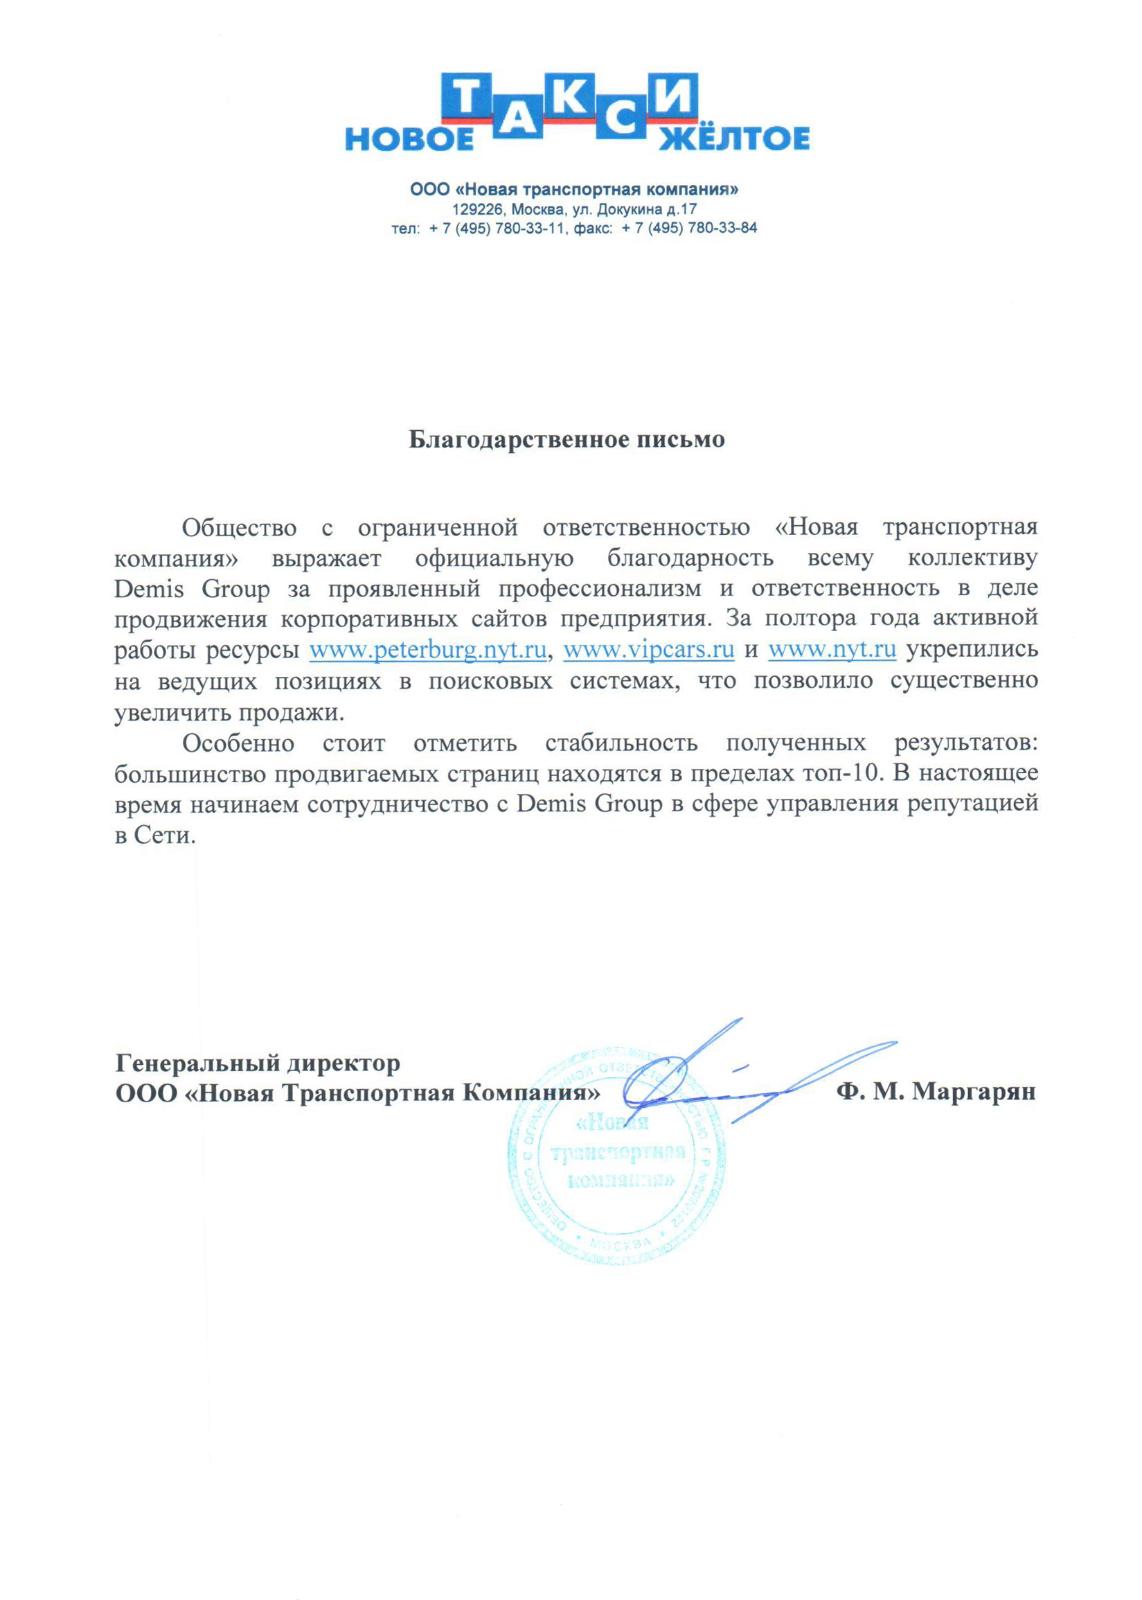 НОВОЕ ТАКСИ ЖЁЛТОЕ
ООО «Новая транспортная компания»
129226, Москва, ул. Докукина д.17
тел: + 7 (495) 780-33-11, факс: + 7 (495) 780-33-84
Благодарственное письмо
Общество с ограниченной ответственностью «Новая транспортная
компания» выражает официальную благодарность всему коллективу
Demis Group за проявленный профессионализм и ответственность в деле
продвижения корпоративных сайтов предприятия. За полтора года активной
работы ресурсы www.peterburg.nyt.ru, www.vipcars.ru и www.nyt.ru укрепились
на ведущих позициях в поисковых системах, что позволило существенно
увеличить продажи.
Особенно стоит отметить стабильность полученных результатов:
большинство продвигаемых страниц находятся в пределах топ-10. В настоящее
время начинаем сотрудничество с Demis Group в сфере управления репутацией
в Сети.
Генеральный директор
ООО «Новая Транспортная Компания» Ф. М. Маргарян
ОБЩЕСТВО С ОГРАНИЧЕННОЙ ОТВЕТСТВЕННОСТЬЮ
«Новая
транспортная
компания»
МОСКВА